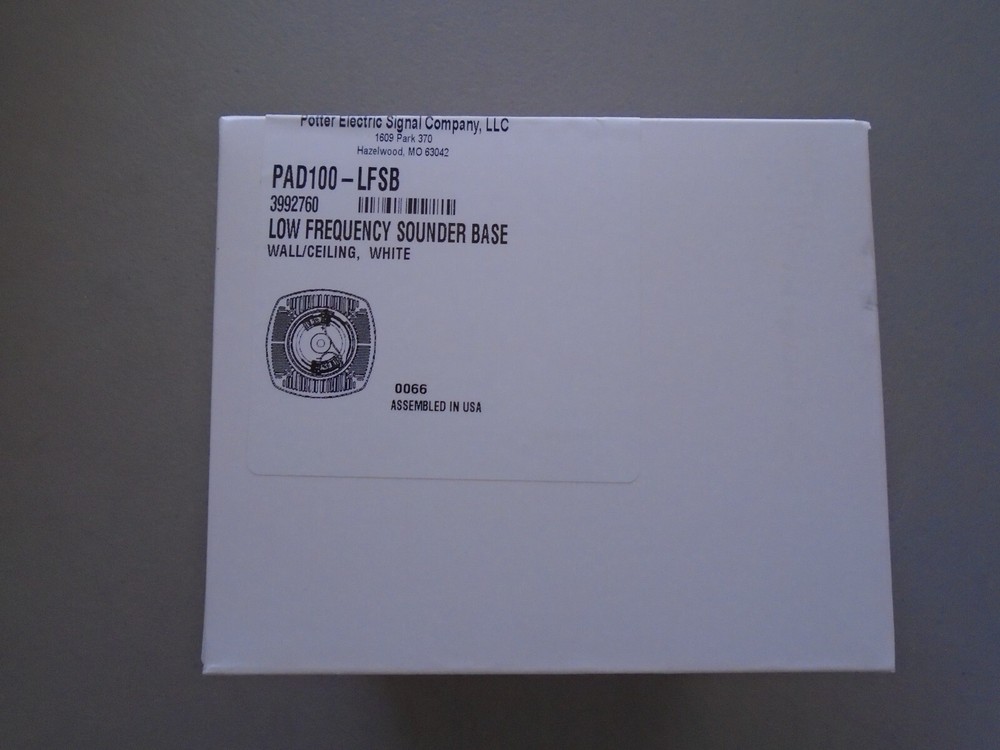 Potter Electric Signal Company, LLC
1609 Park 370
Hazelwood, MO 63042
PAD100-LFSB
3992760
LOW FREQUENCY SOUNDER BASE
WALL/CEILING, WHITE
0066
ASSEMBLED IN USA